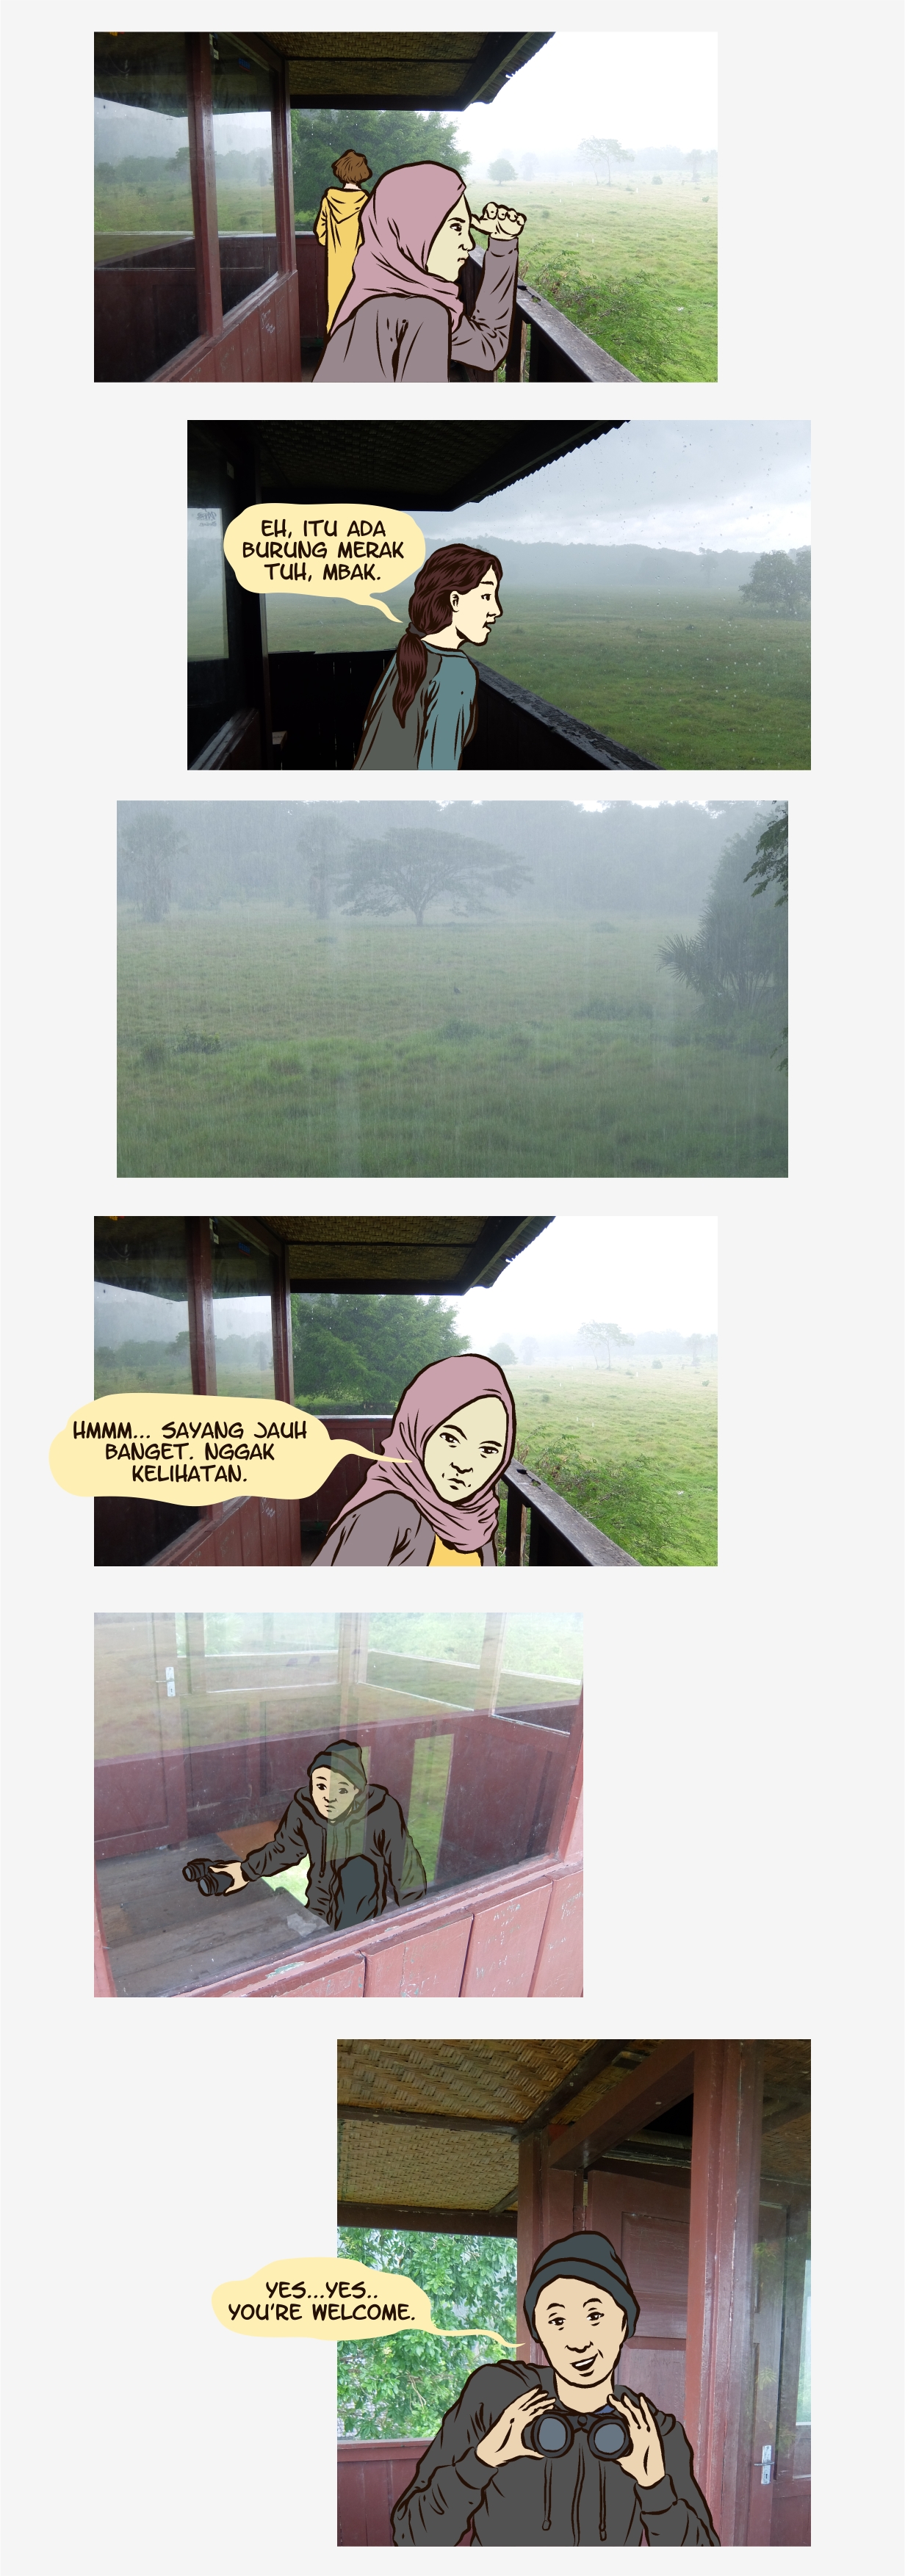 EH, ITU ADA
BURUNG MERAK
TUH, MBAK.
HMMM... SAYANG JAUH
BANGET. NGGAK
KELIHATAN.
YES...YES..
YOU'RE WELCOME.